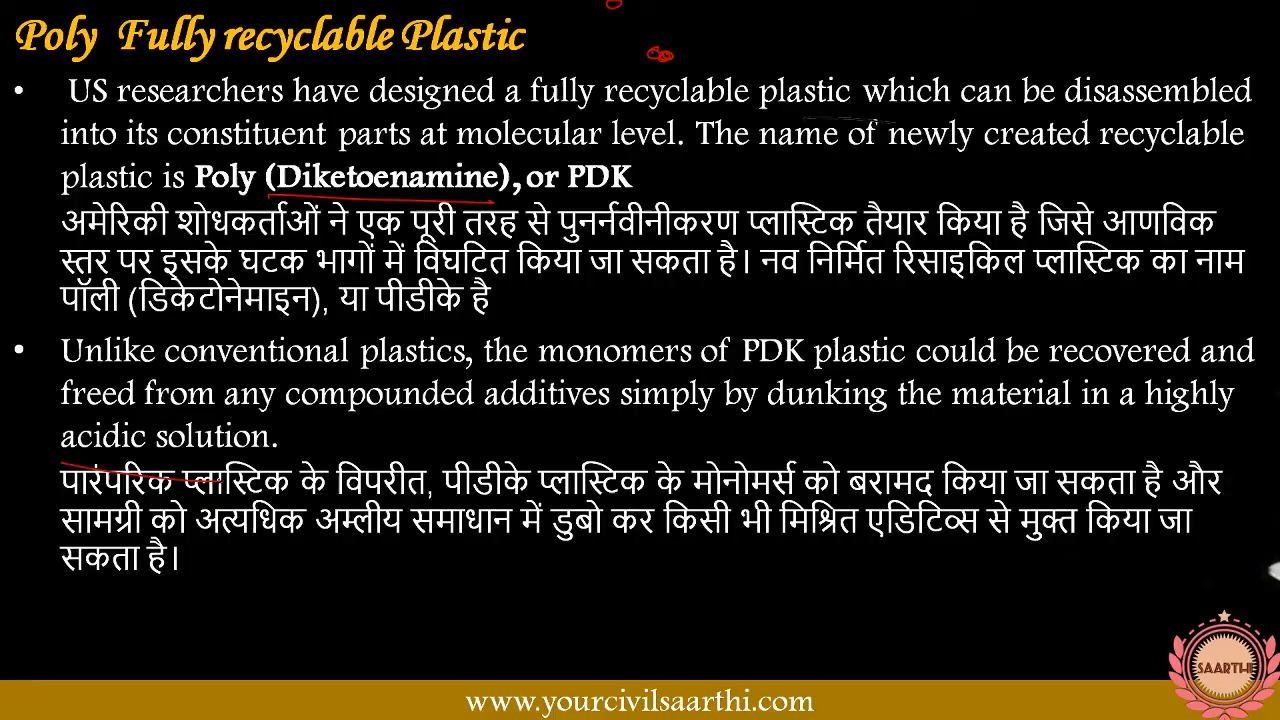 Poly Fully recyclable Plastic
• US researchers have designed a fully recyclable plastic which can be disassembled
into its constituent parts at molecular level. The name of newly created recyclable
plastic is Poly (Diketoenamine), or PDK
अमेरिकी शोधकर्ताओं ने एक पूरी तरह से पुनर्नवीनीकरण प्लास्टिक तैयार किया है जिसे आणविक
स्तर पर इसके घटक भागों में विघटित किया जा सकता है। नव निर्मित रिसाइकिल प्लास्टिक का नाम
पॉली (डिकेटोनेमाइन), या पीडीके है
• Unlike conventional plastics, the monomers of PDK plastic could be recovered and
freed from any compounded additives simply by dunking the material in a highly
acidic solution.
पारंपरिक प्लास्टिक के विपरीत, पीडीके प्लास्टिक के मोनोमर्स को बरामद किया जा सकता है और
सामग्री को अत्यधिक अम्लीय समाधान में डुबो कर किसी भी मिश्रित एडिटिव्स से मुक्त किया जा
सकता है।
SAARTHI
www.yourcivilsaarthi.com